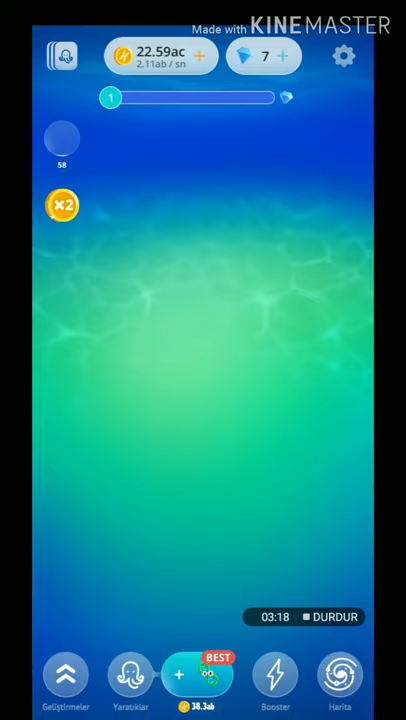 Made with KINEMASTER
22.59ac
2.11ab / sn
7
1
58
×2
03:18 DURDUR
BEST
Geliştirmeler
Yaratıklar
38.3ab
Booster
Harita